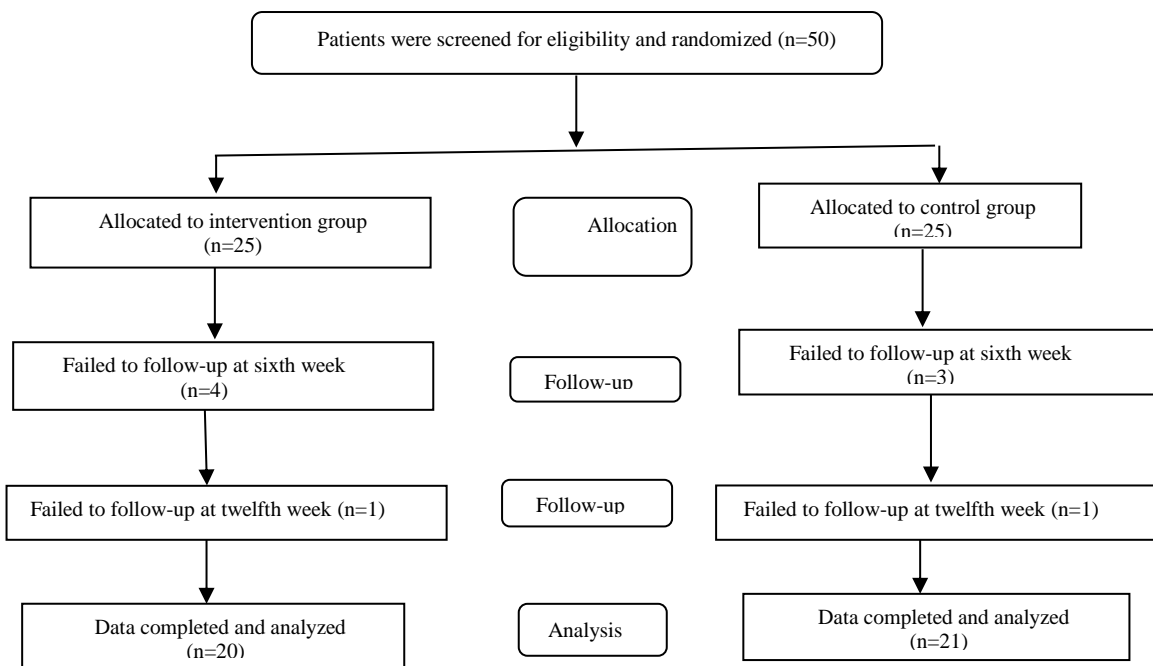 Patients were screened for eligibility and randomized (n=50)
Allocated to intervention group
(n=25)
Allocation
Allocated to control group
(n=25)
Failed to follow-up at sixth week
(n=4)
Follow-up
Failed to follow-up at sixth week
(n=3)
Failed to follow-up at twelfth week (n=1)
Follow-up
Failed to follow-up at twelfth week (n=1)
Data completed and analyzed
(n=20)
Analysis
Data completed and analyzed
(n=21)